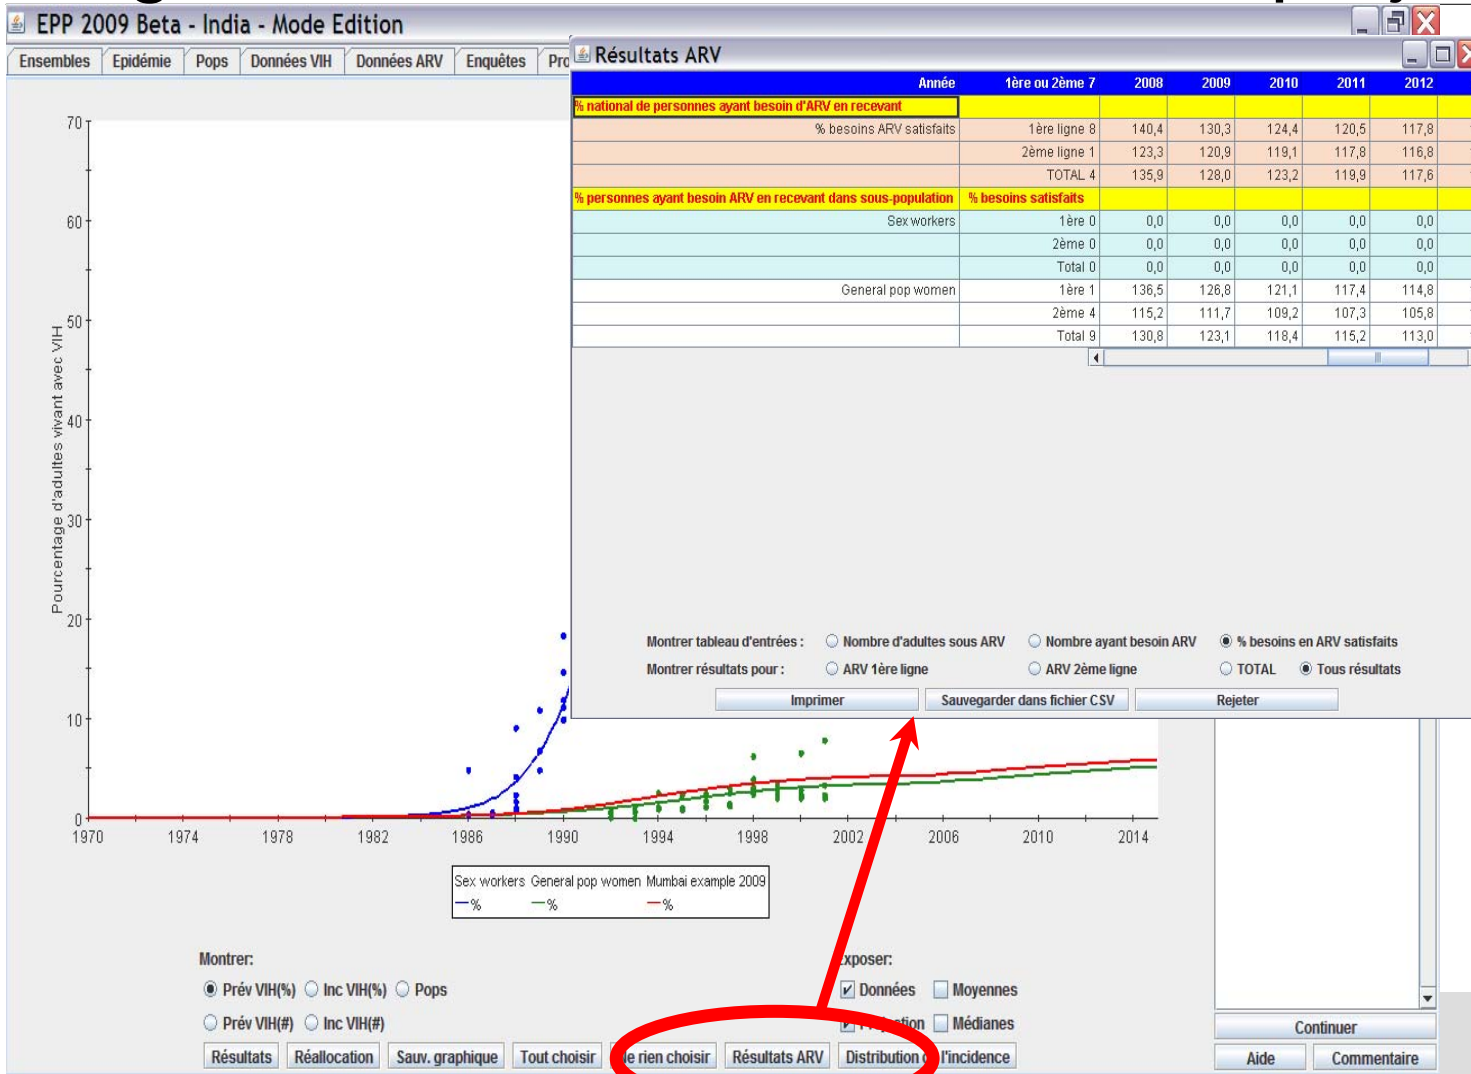 EPP 2009 Beta - India - Mode Edition
Ensembles Epidémie Pops Données VIH Données ARV Enquêtes Pro
Résultats ARV
Année 1ère ou 2ème 7 2008 2009 2010 2011 2012
% national de personnes ayant besoin d'ARV en recevant
% besoins ARV satisfaits 1ère ligne 8 140,4 130,3 124,4 120,5 117,8
2ème ligne 1 123,3 120,9 119,1 117,8 116,8
TOTAL 4 135,9 128,0 123,2 119,9 117,6
% personnes ayant besoin ARV en recevant dans sous-population % besoins satisfaits
Sex workers 1ère 0 0,0 0,0 0,0 0,0 0,0
2ème 0 0,0 0,0 0,0 0,0 0,0
Total 0 0,0 0,0 0,0 0,0 0,0
General pop women 1ère 1 136,5 126,8 121,1 117,4 114,8
2ème 4 115,2 111,7 109,2 107,3 105,8
Total 9 130,8 123,1 118,4 115,2 113,0
Montrer tableau d'entrées : Nombre d'adultes sous ARV Nombre ayant besoin ARV % besoins en ARV satisfaits
Montrer résultats pour : ARV 1ère ligne ARV 2ème ligne TOTAL Tous résultats
Imprimer Sauvegarder dans fichier CSV Rejeter
Pourcentage d'adultes vivant avec VIH
70
60
50
40
30
20
10
0
1970 1974 1978 1982 1986 1990 1994 1998 2002 2006 2010 2014
Sex workers General pop women Mumbai example 2009
% % %
Montrer: Exposer:
Prév VIH(%) Inc VIH(%) Pops Données Moyennes
Prév VIH(#) Inc VIH(#) Projection Médianes
Résultats Réallocation Sauv. graphique Tout choisir Ne rien choisir Résultats ARV Distribution de l'incidence
Continuer
Aide Commentaire